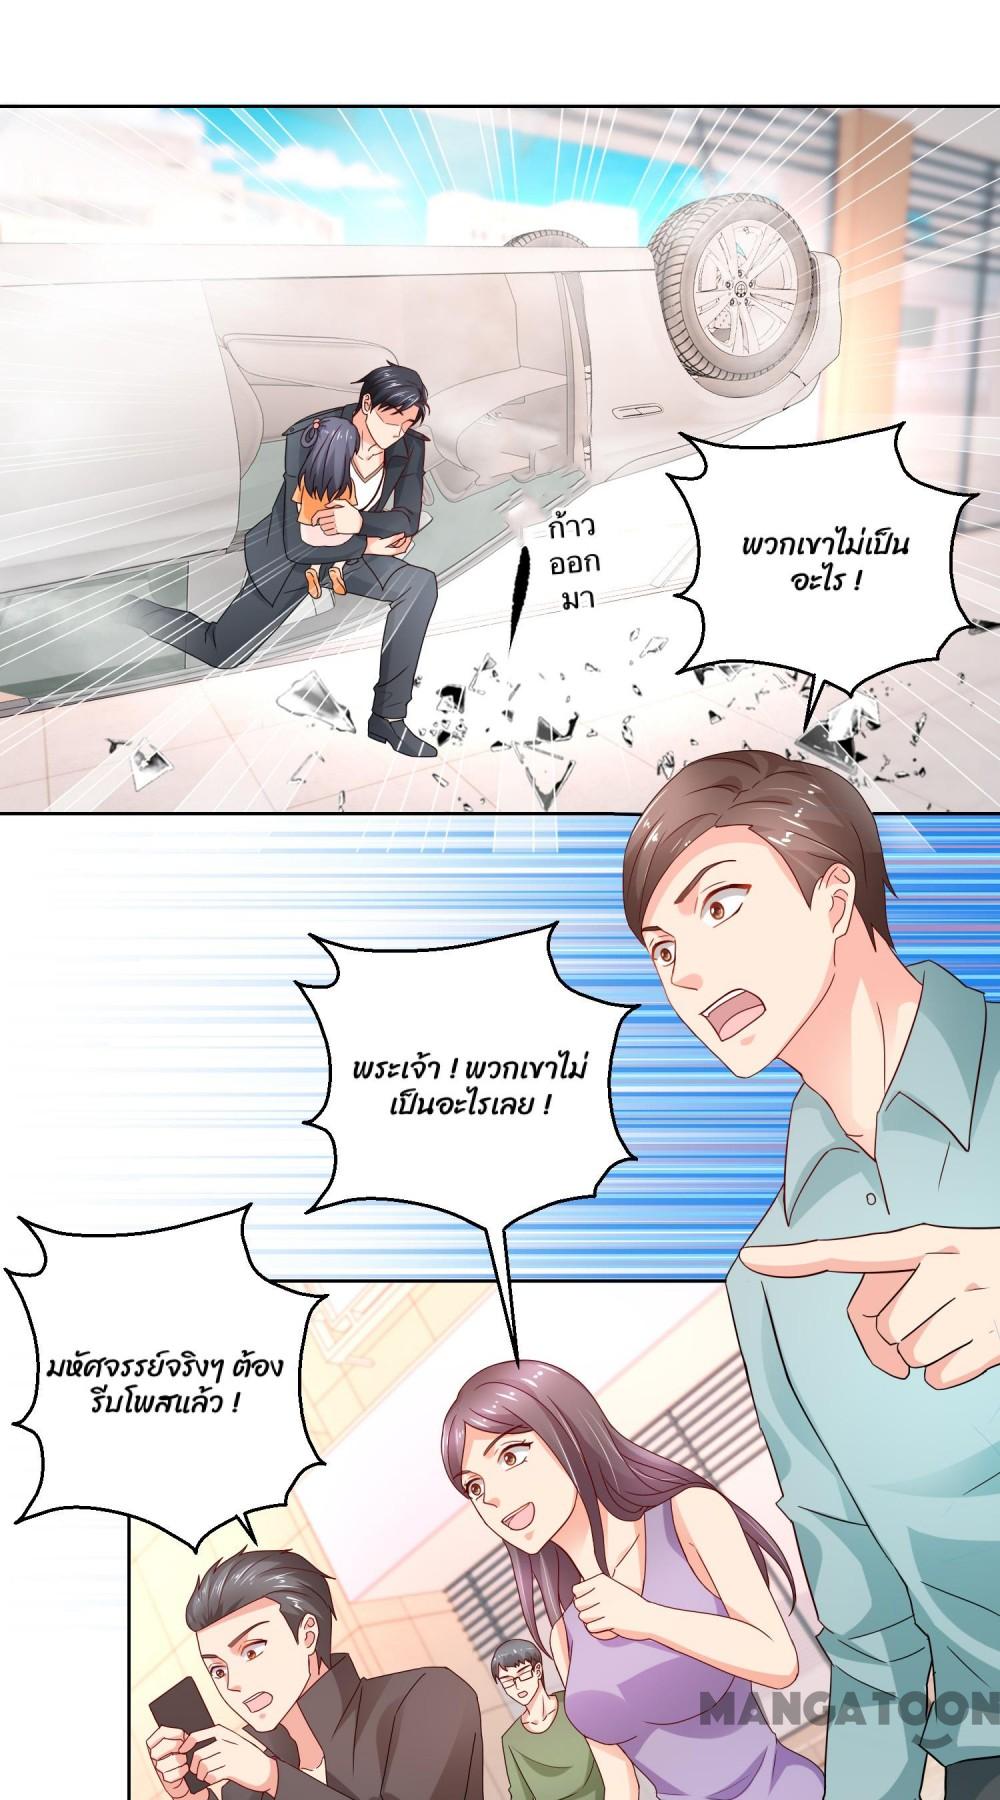 ก้าว
ออก
มา
พวกเขาไม่เป็น
อะไร !
พระเจ้า ! พวกเขาไม่
เป็นอะไรเลย !
มหัศจรรย์จริงๆ ต้อง
รีบโพสแล้ว !
MANGATOON